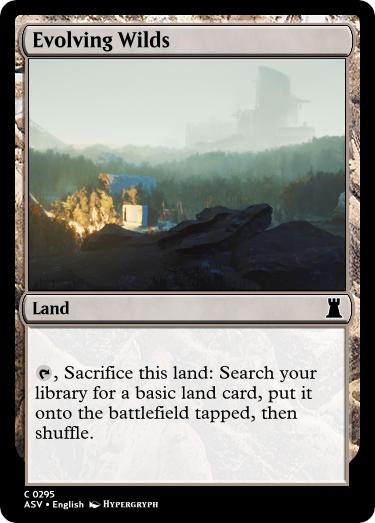 Evolving Wilds
Land
, Sacrifice this land: Search your
library for a basic land card, put it
onto the battlefield tapped, then
shuffle.
C 0295
ASV • English Hypergryph